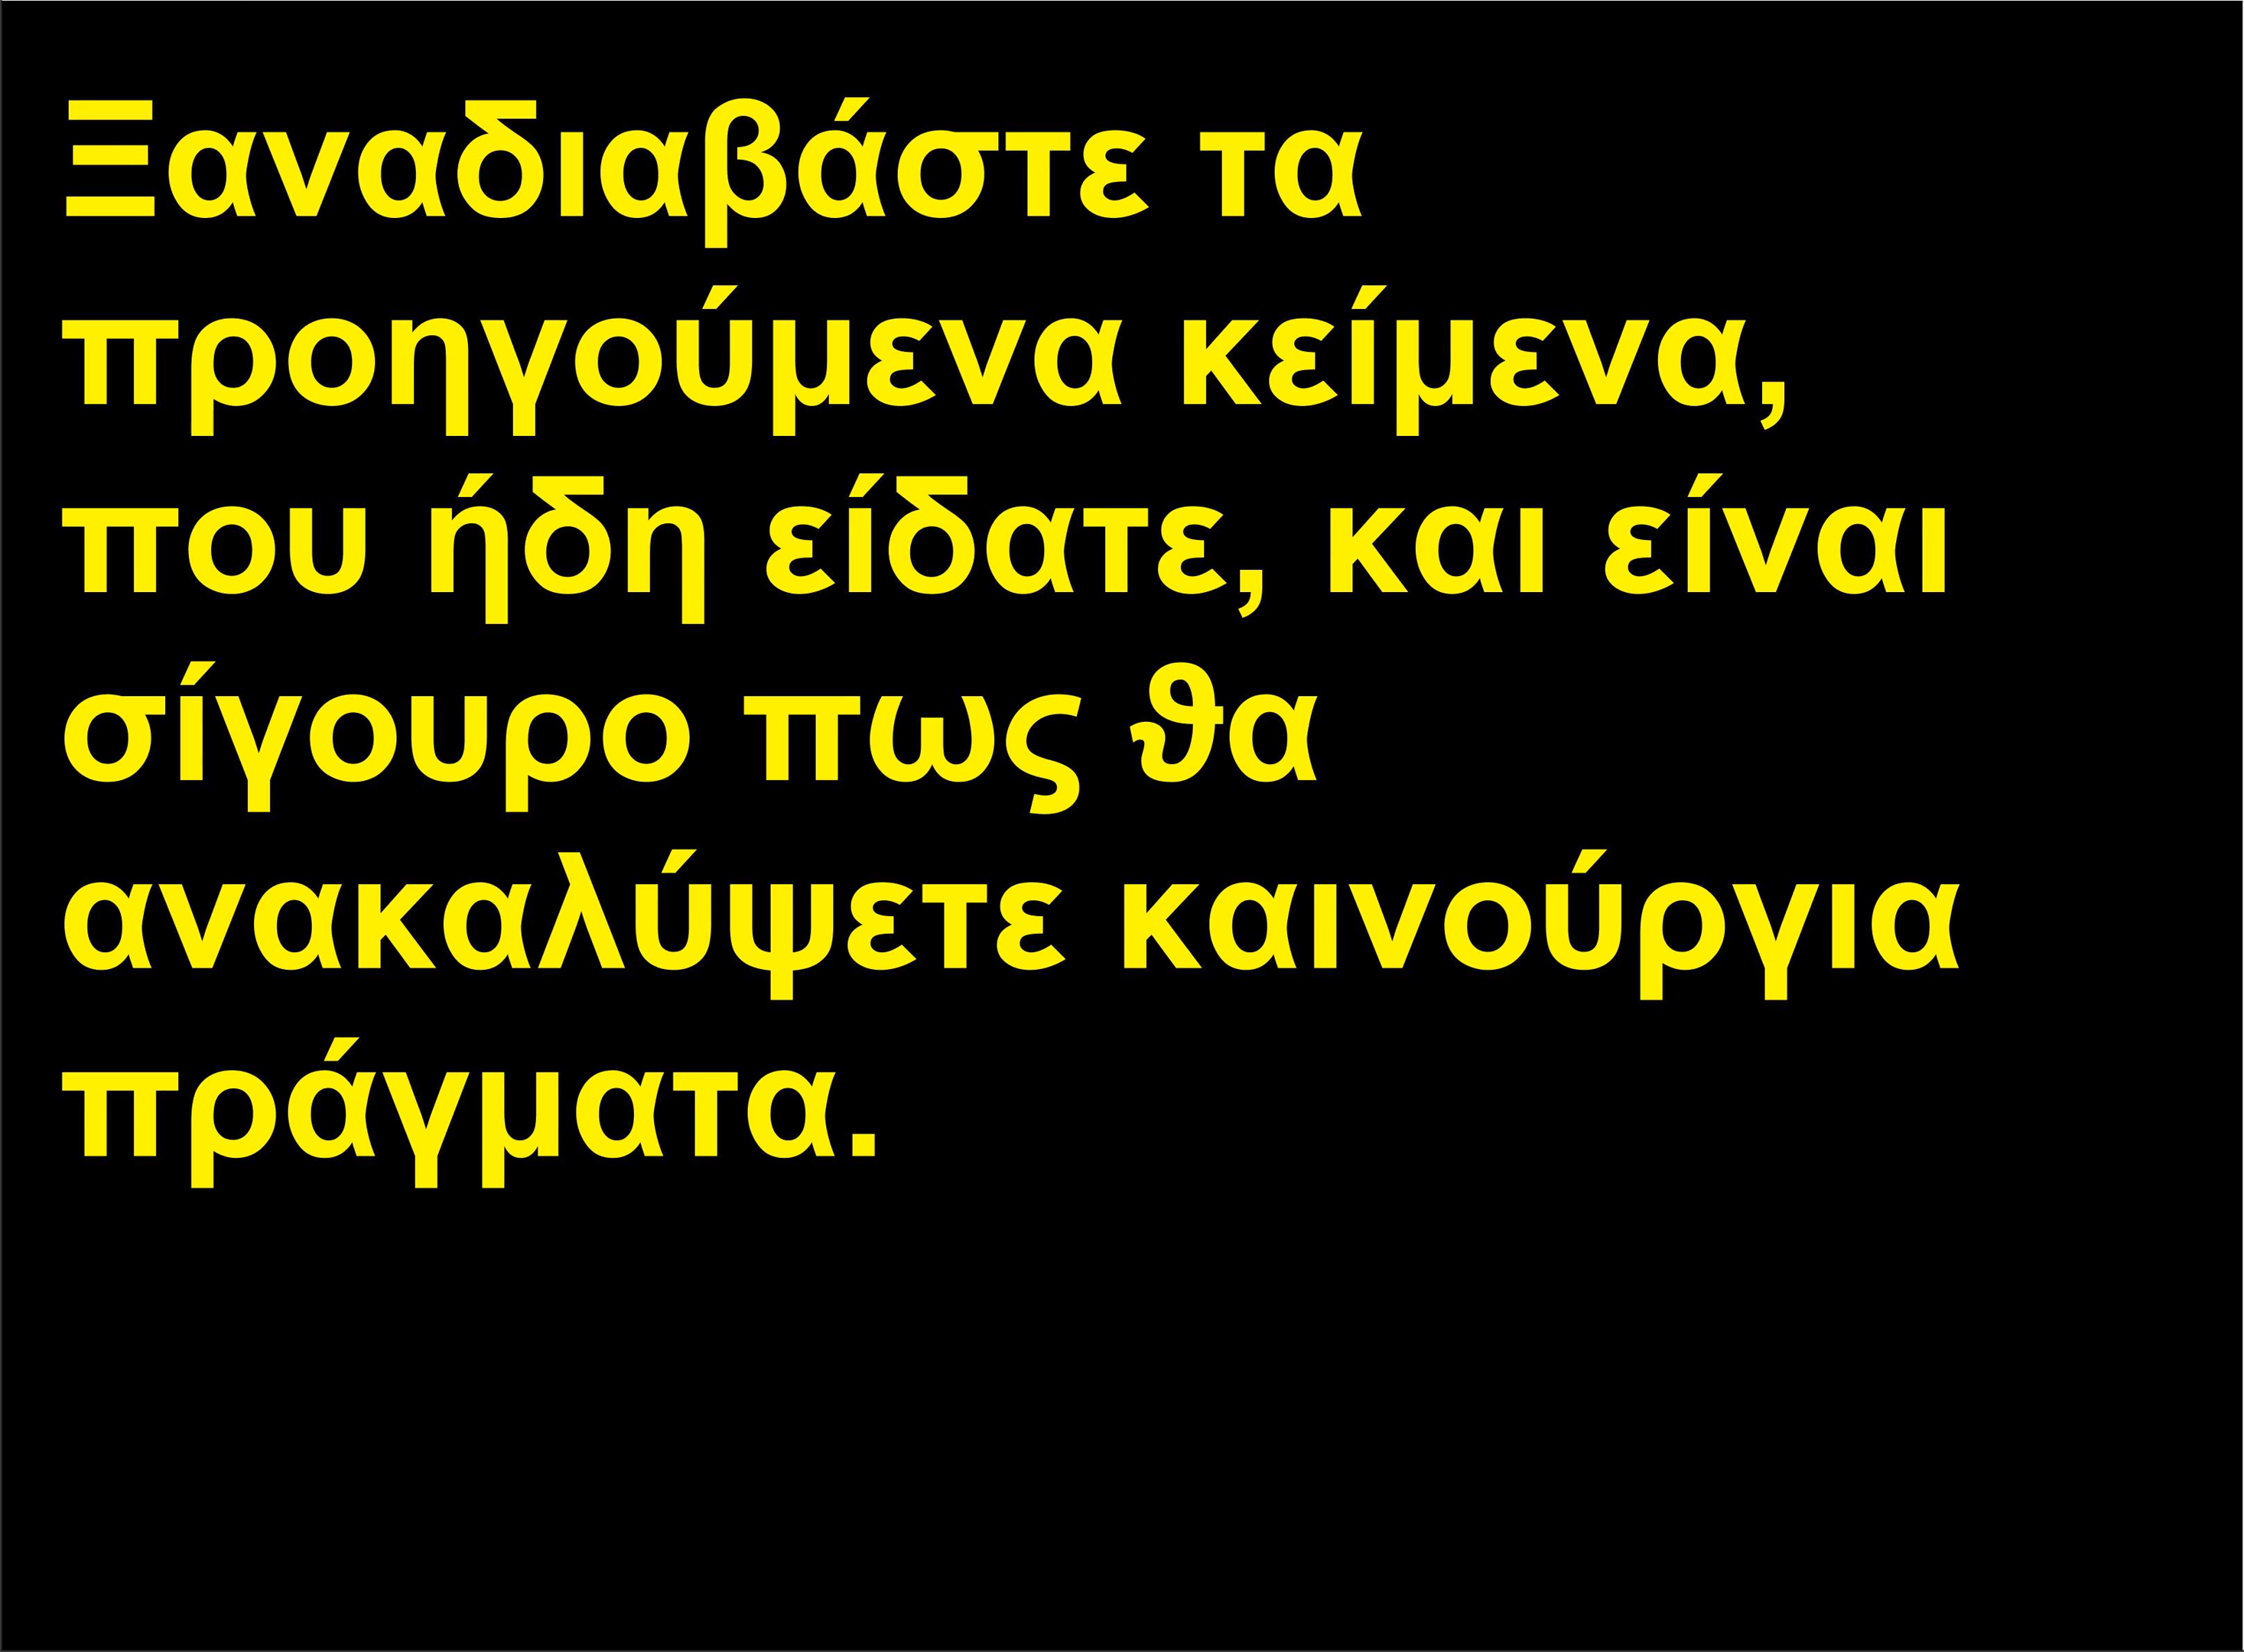 Ξαναδιαβάστε τα
προηγούμενα κείμενα,
που ήδη είδατε, και είναι
σίγουρο πως ϑα
ανακαλύψετε καινούργια
πράγματα.